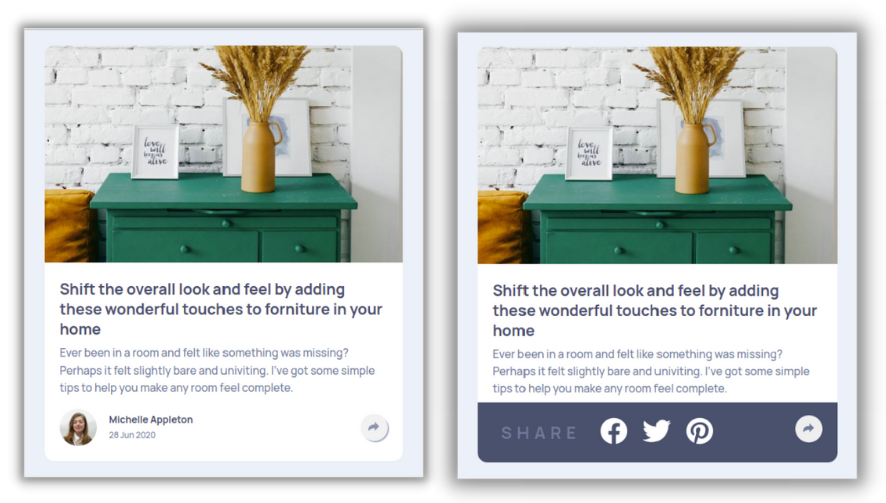 love
will
keep us
alive
Shift the overall look and feel by adding
these wonderful touches to forniture in your
home
Ever been in a room and felt like something was missing?
Perhaps it felt slightly bare and univiting. I've got some simple
tips to help you make any room feel complete.
Michelle Appleton
28 Jun 2020
love
will
keep us
alive
Shift the overall look and feel by adding
these wonderful touches to forniture in your
home
Ever been in a room and felt like something was missing?
Perhaps it felt slightly bare and univiting. I've got some simple
tips to help you make any room feel complete.
SHARE